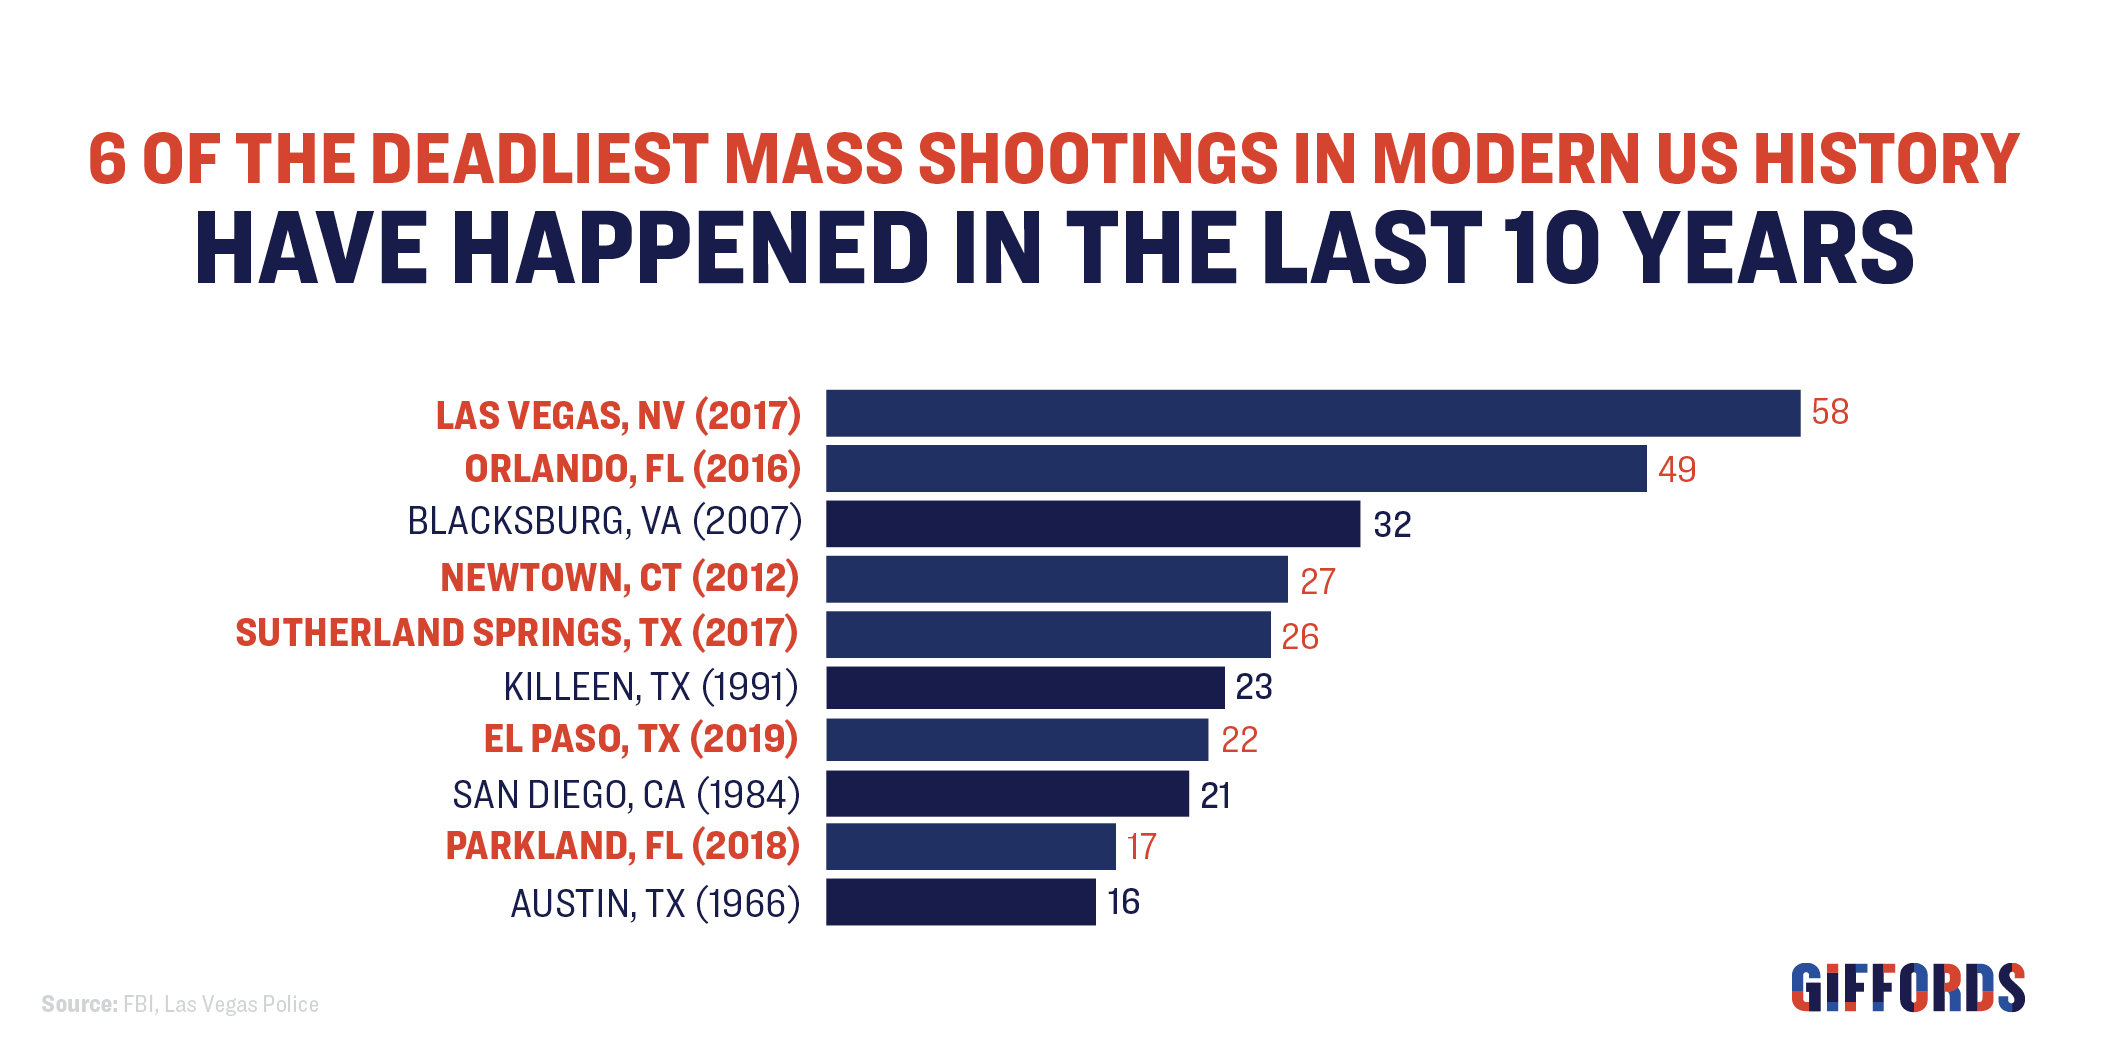 6 OF THE DEADLIEST MASS SHOOTINGS IN MODERN US HISTORY
HAVE HAPPENED IN THE LAST 10 YEARS
LAS VEGAS, NV (2017) 58
ORLANDO, FL (2016) 49
BLACKSBURG, VA (2007) 32
NEWTOWN, CT (2012) 27
SUTHERLAND SPRINGS, TX (2017) 26
KILLEEN, TX (1991) 23
EL PASO, TX (2019) 22
SAN DIEGO, CA (1984) 21
PARKLAND, FL (2018) 17
AUSTIN, TX (1966) 16
Source: FBI, Las Vegas Police
GIFFORDS